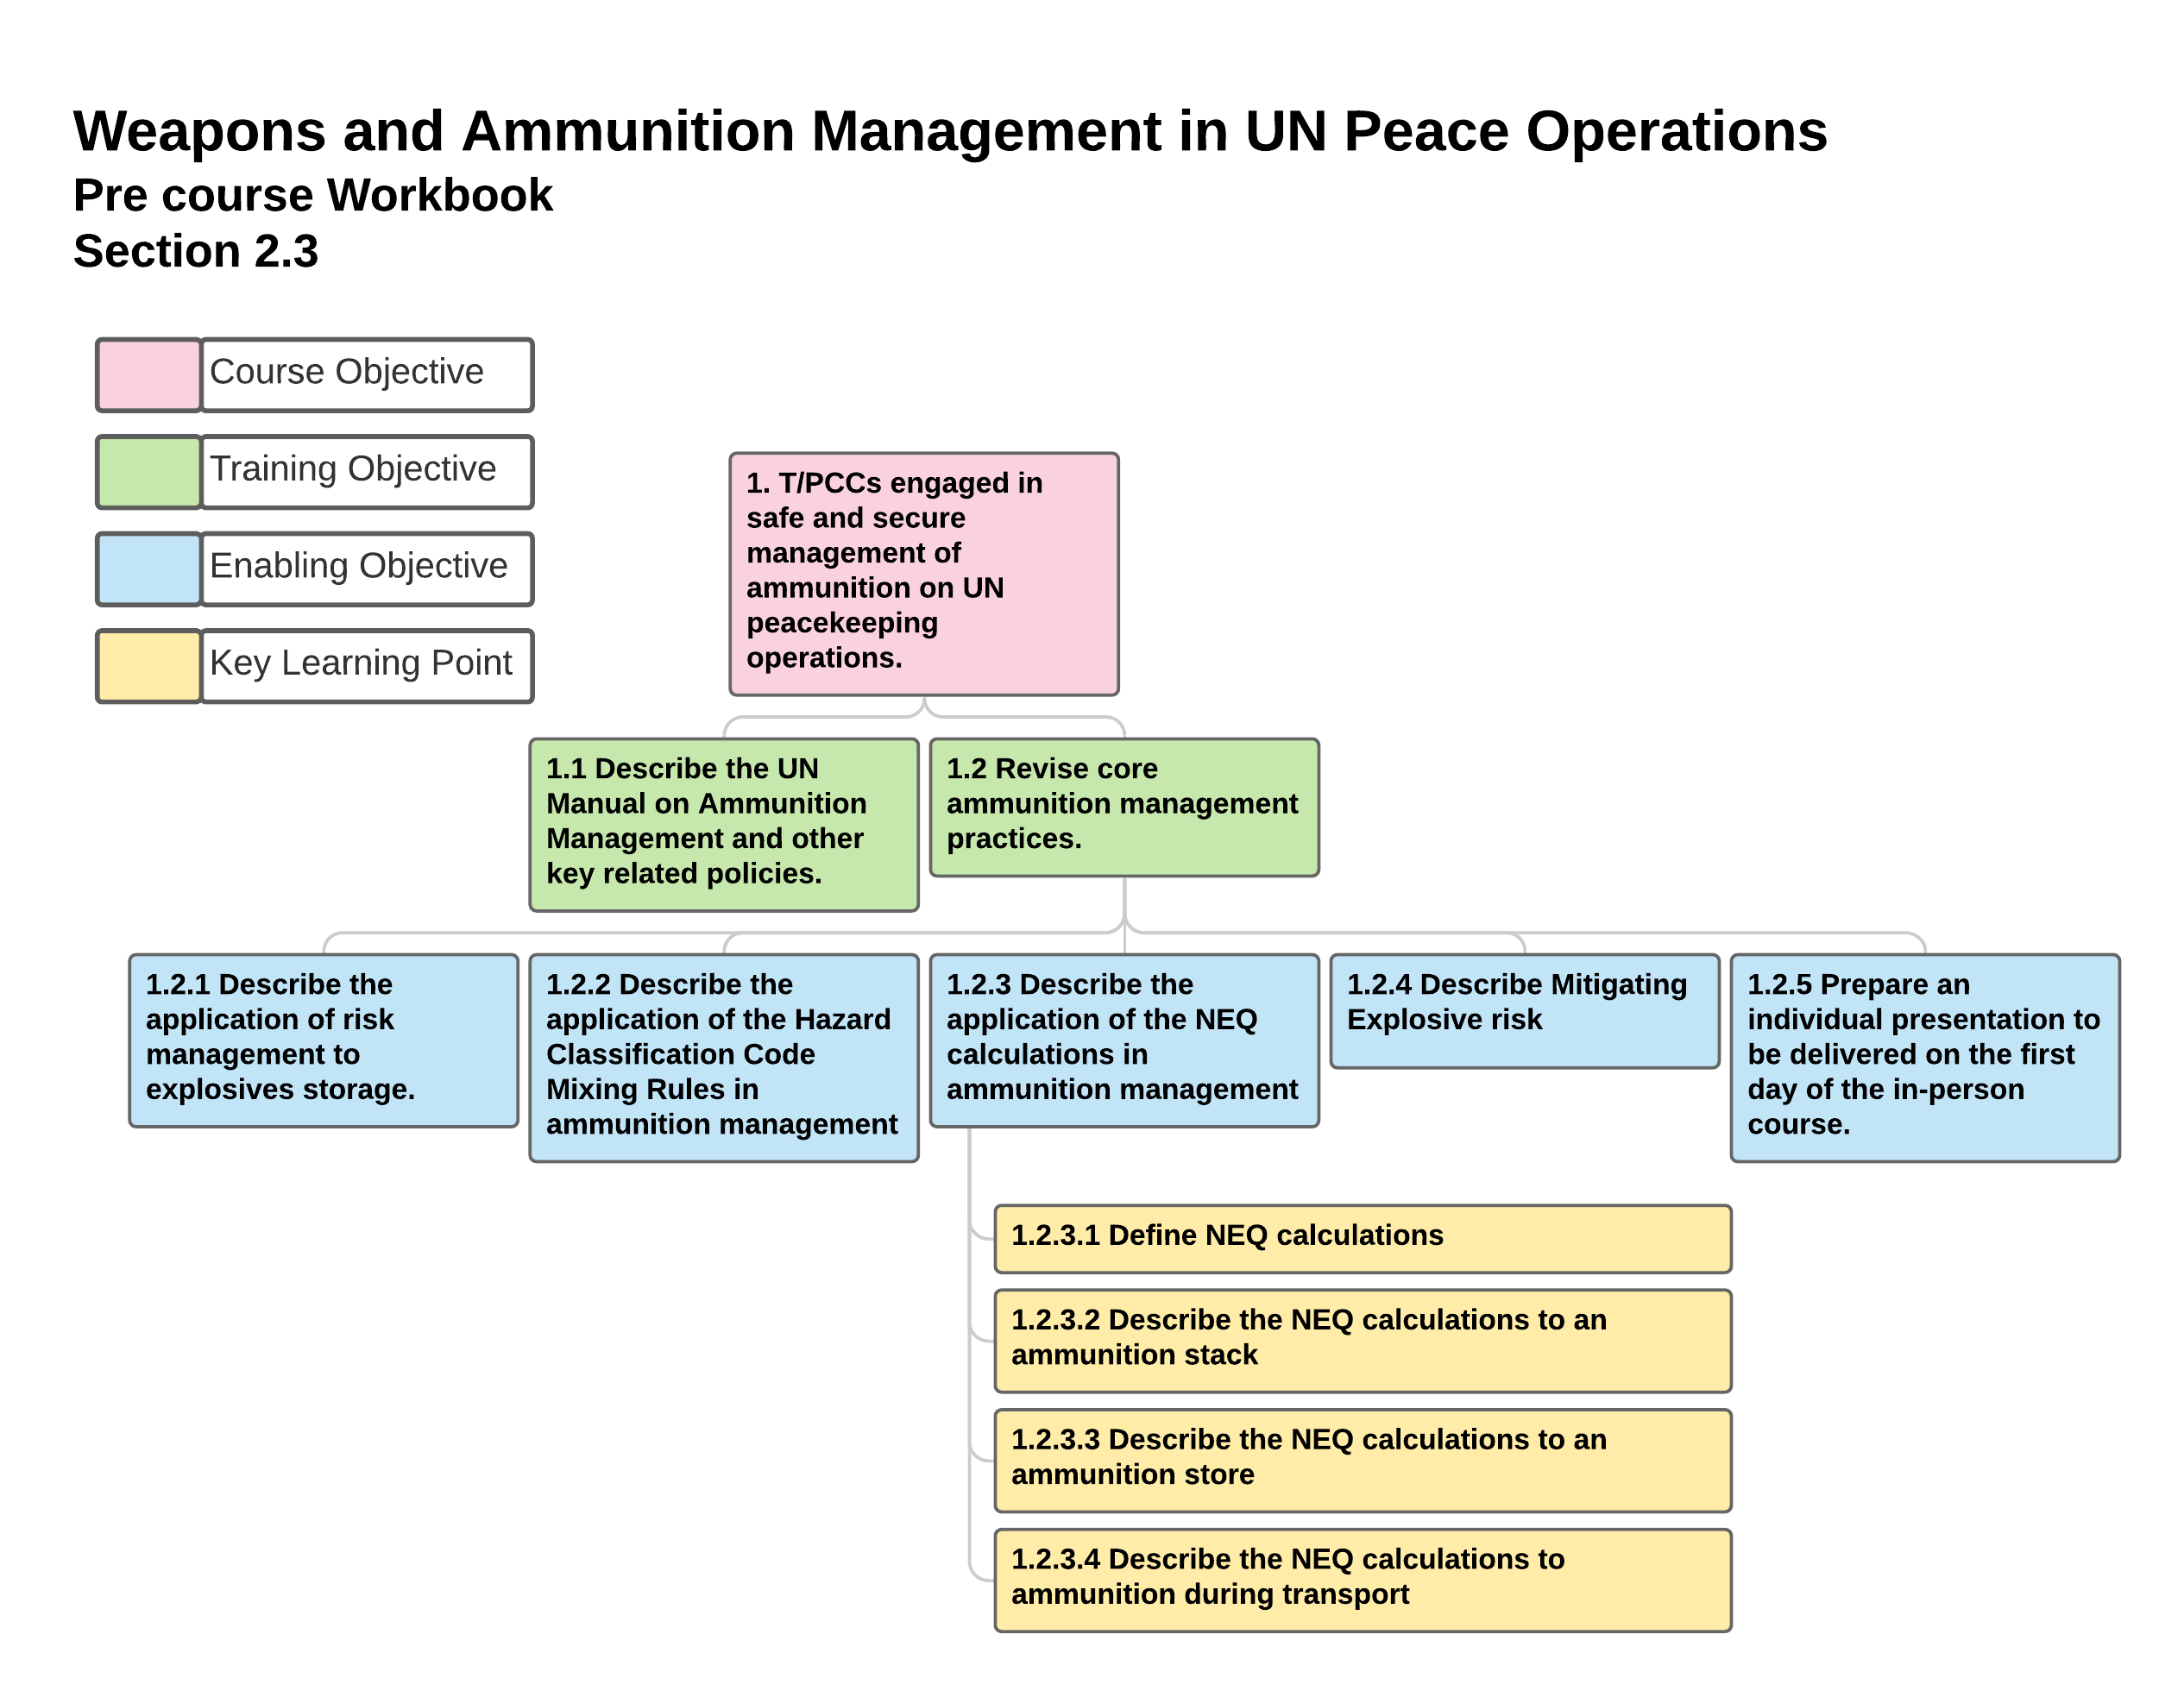 Weapons and Ammunition Management in UN Peace Operations
Pre course Workbook
Section 2.3
Course Objective
Training Objective
Enabling Objective
Key Learning Point
1. T/PCCs engaged in
safe and secure
management of
ammunition on UN
peacekeeping
operations.
1.1 Describe the UN
Manual on Ammunition
Management and other
key related policies.
1.2 Revise core
ammunition management
practices.
1.2.1 Describe the
application of risk
management to
explosives storage.
1.2.2 Describe the
application of the Hazard
Classification Code
Mixing Rules in
ammunition management
1.2.3 Describe the
application of the NEQ
calculations in
ammunition management
1.2.4 Describe Mitigating
Explosive risk
1.2.5 Prepare an
individual presentation to
be delivered on the first
day of the in-person
course.
1.2.3.1 Define NEQ calculations
1.2.3.2 Describe the NEQ calculations to an
ammunition stack
1.2.3.3 Describe the NEQ calculations to an
ammunition store
1.2.3.4 Describe the NEQ calculations to
ammunition during transport